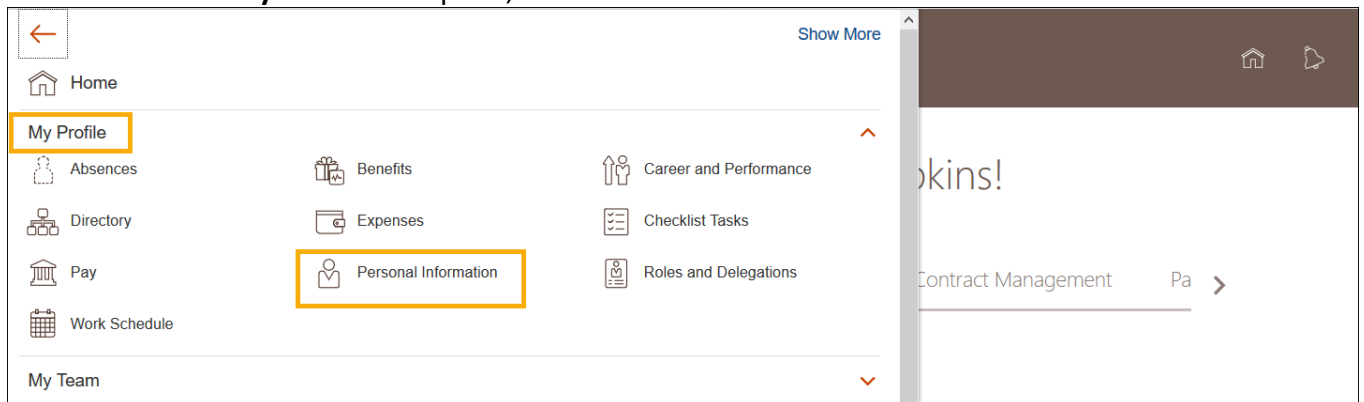 Show More
Home
My Profile
Absences
Benefits
Career and Performance
Directory
Expenses
Checklist Tasks
Pay
Personal Information
Roles and Delegations
Work Schedule
My Team
kins!
Contract Management Pa